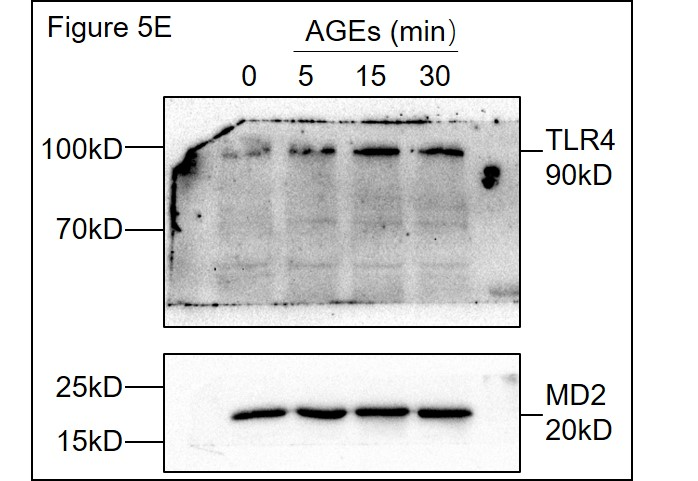 Figure 5E
AGEs (min）
0 5 15 30
100kD
TLR4
90kD
70kD
25kD
MD2
20kD
15kD